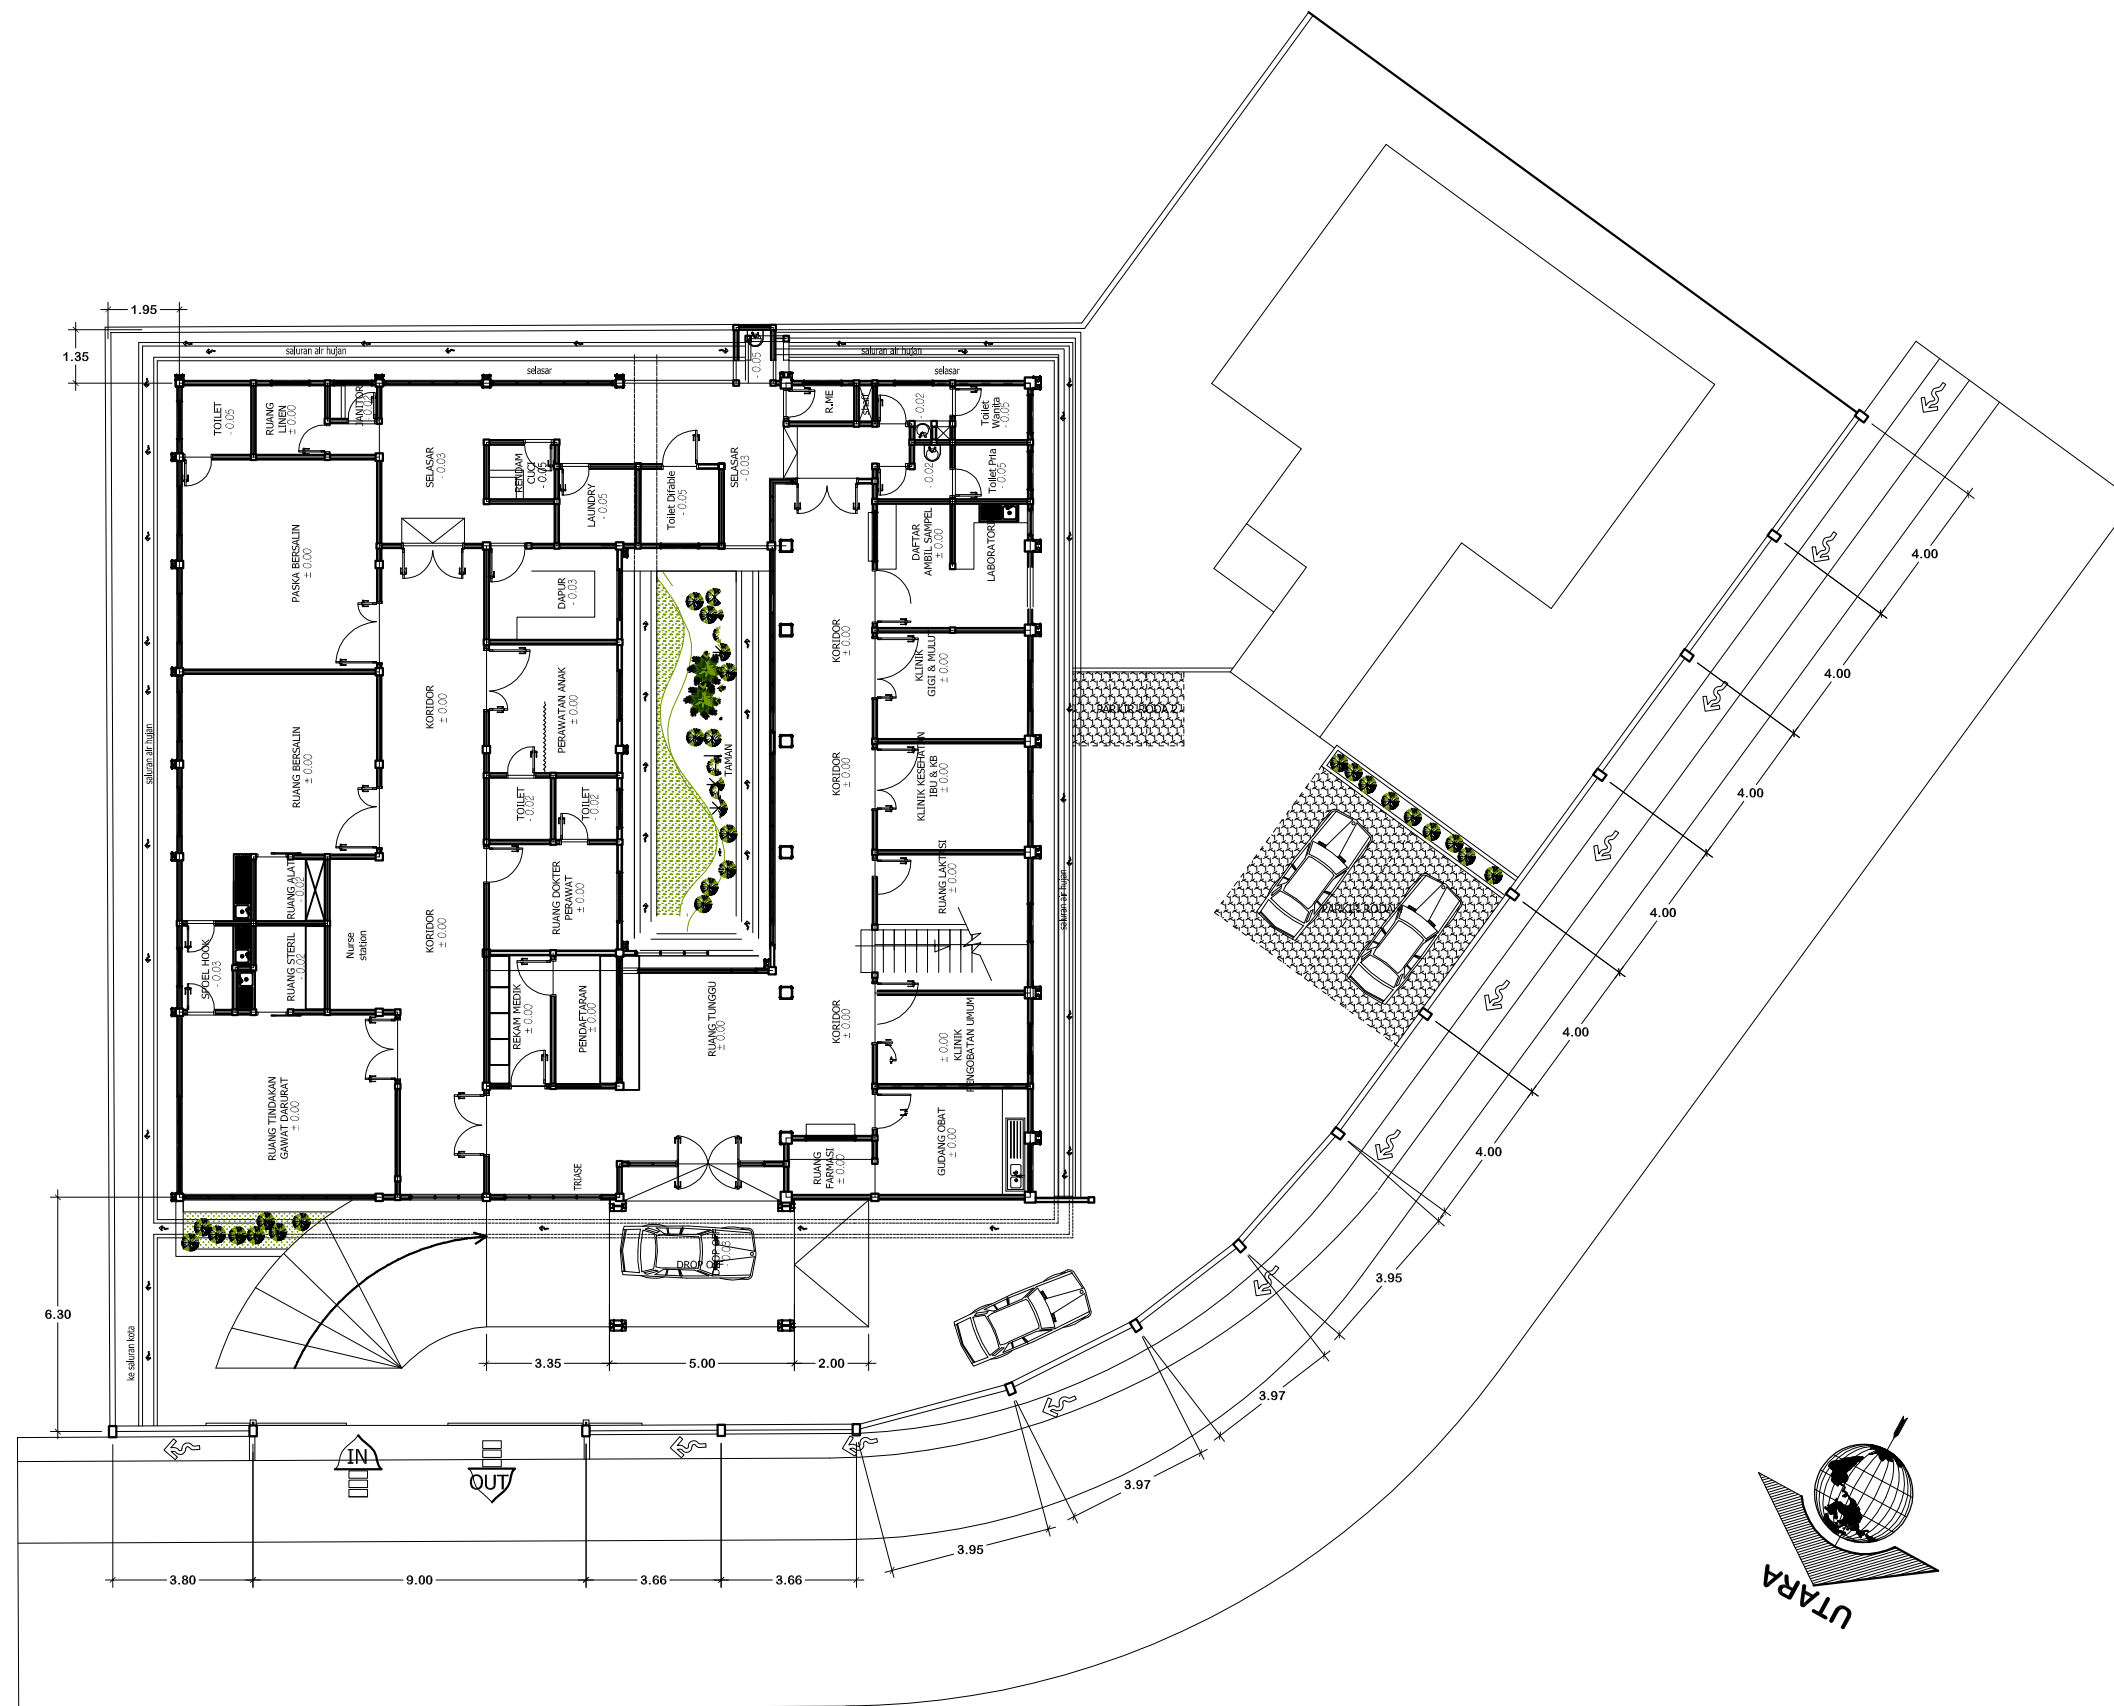 1.95
1.35
saluran air hujan
saluran air hujan
selasar
selasar
- 0.05
TOILET
- 0.05
RUANG
LINEN
± 0.00
JANITOR
- 0.02
R.ME
shaft
- 0.02
Toilet
Wanita
- 0.05
SELASAR
- 0.03
RENDAM
CUCI
- 0.05
LAUNDRY
- 0.05
Toilet Difable
- 0.05
SELASAR
- 0.03
- 0.02
Toilet Pria
- 0.05
PASKA BERSALIN
± 0.00
DAPUR
- 0.03
DAFTAR
AMBIL SAMPEL
± 0.00
LABORATORI
KORIDOR
± 0.00
KORIDOR
± 0.00
PERAWATAN ANAK
± 0.00
KLINIK
GIGI & MULUT
± 0.00
PARKIR RODA 2
saluran air hujan
RUANG BERSALIN
± 0.00
TOILET
- 0.02
TOILET
- 0.02
TAMAN
KORIDOR
± 0.00
KLINIK KESEHATAN
IBU & KB
± 0.00
RUANG ALAT
- 0.02
RUANG DOKTER
PERAWAT
± 0.00
RUANG LAKTASI
± 0.00
saluran air hujan
PARKIR RODA
SPOEL HOOK
- 0.03
RUANG STERIL
- 0.02
Nurse
station
KORIDOR
± 0.00
REKAM MEDIK
± 0.00
PENDAFTARAN
± 0.00
RUANG TUNGGU
± 0.00
KORIDOR
± 0.00
± 0.00
KLINIK
PENGOBATAN UMUM
RUANG TINDAKAN
GAWAT DARURAT
± 0.00
TRIASE
RUANG
FARMASI
± 0.00
GUDANG OBAT
± 0.00
DROP OFF
6.30
ke saluran kota
3.35
5.00
2.00
IN
OUT
3.80
9.00
3.66
3.66
3.95
3.97
3.97
3.95
4.00
4.00
4.00
4.00
4.00
4.00
UTARA